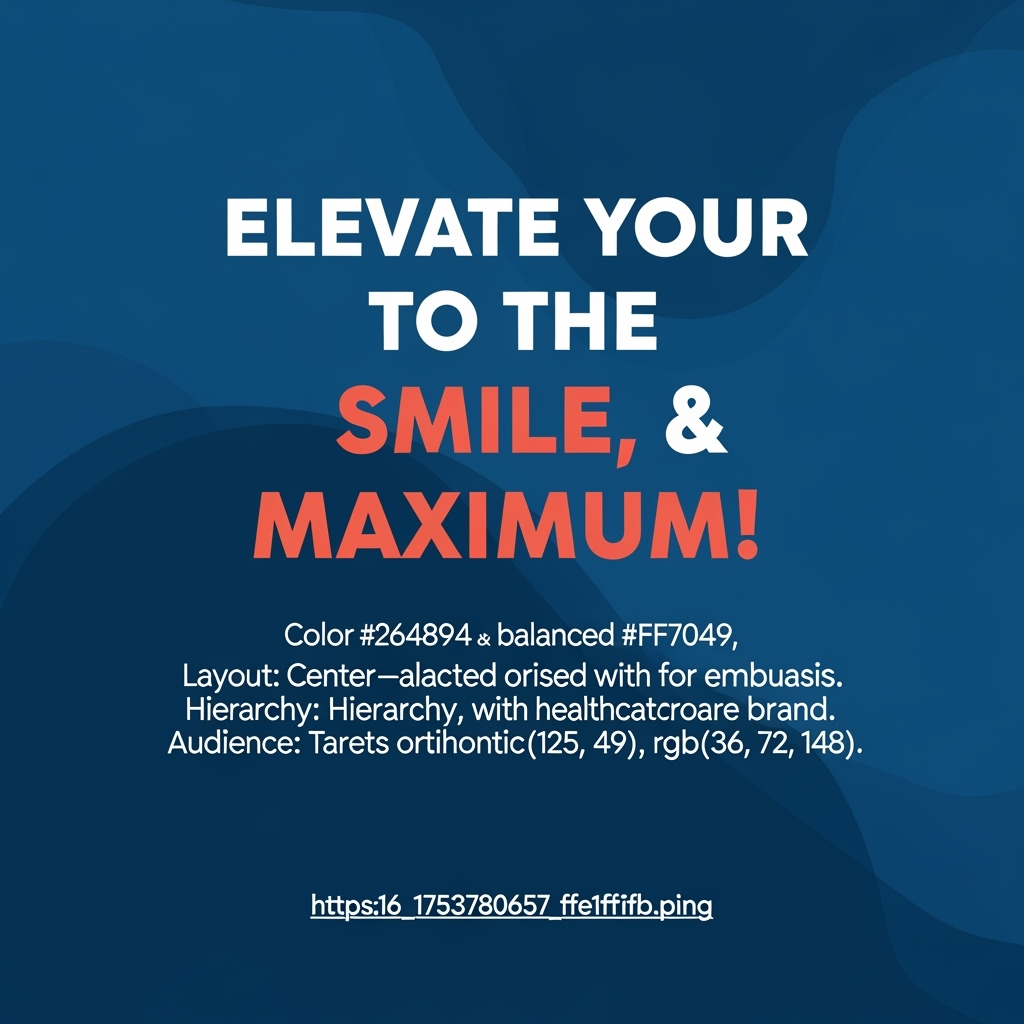 ELEVATE YOUR
TO THE
SMILE, &
MAXIMUM!
Color #264894 & balanced #FF7049,
Layout: Center–alacted orised with for embuasis.
Hierarchy: Hierarchy, with healthcatcroare brand.
Audience: Tarets ortihontic(125, 49), rgb(36, 72, 148).
https:16_1753780657_ffe1ffifb.ping